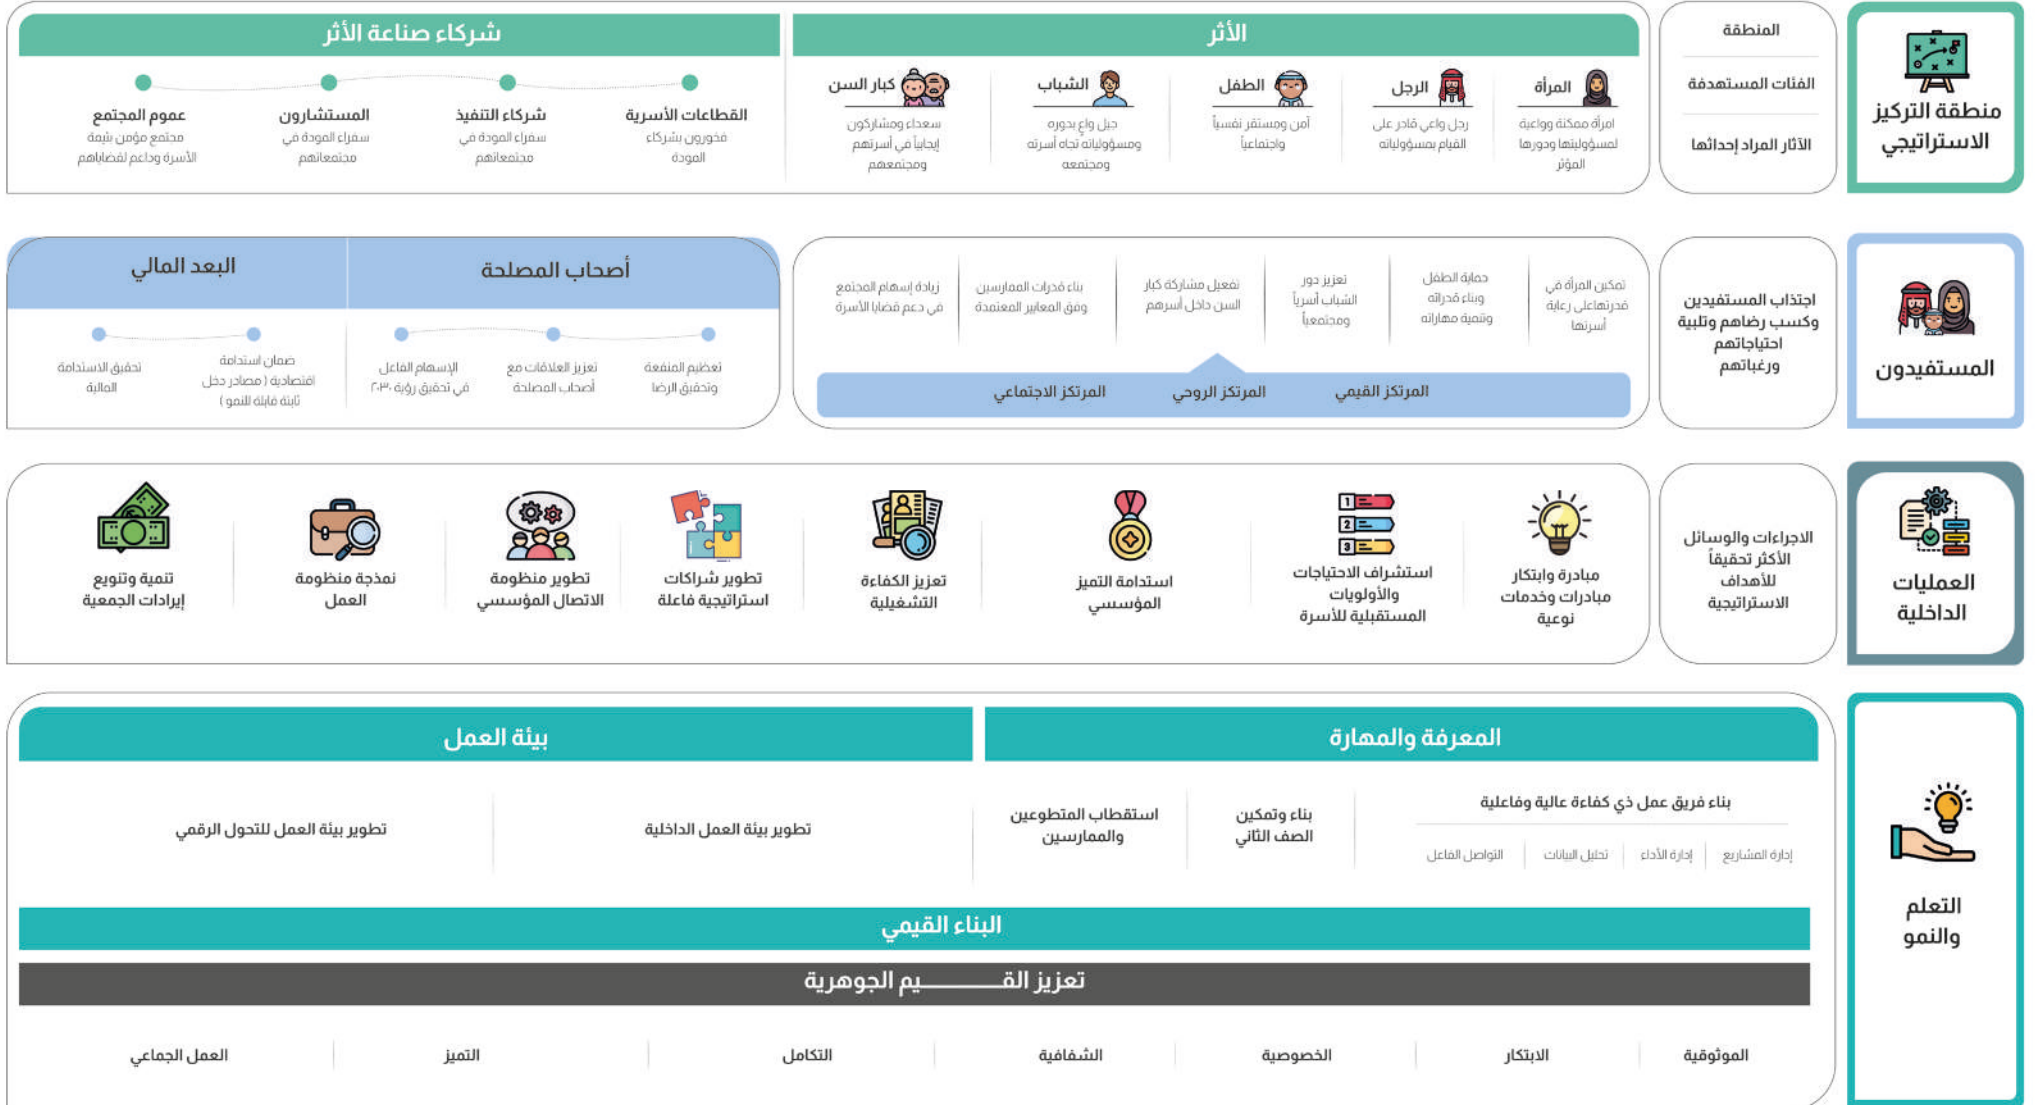 منطقة التركيز
الاستراتيجي
المنطقة
الفئات المستهدفة
الآثار المراد إحداثها
الأثر
المرأة
امرأة ممكنة وواعية
لمسؤوليتها ودورها
المؤثر
الرجل
رجل واعي قادر على
القيام بمسؤولياته
الطفل
آمن ومستقر نفسياً
واجتماعياً
الشباب
جيل واعٍ بدوره
ومسؤولياته تجاه أسرته
ومجتمعه
كبار السن
سعداء ومشاركون
إيجابياً في أسرتهم
ومجتمعهم
شركاء صناعة الأثر
القطاعات الأسرية
فخورون بشركاء
المودة
شركاء التنفيذ
سفراء المودة في
مجتمعاتهم
المستشارون
سفراء المودة في
مجتمعاتهم
عموم المجتمع
مجتمع مؤمن بقيمة
الأسرة وداعم لقضاياهم
المستفيدون
اجتذاب المستفيدين
وكسب رضاهم وتلبية
احتياجاتهم
ورغباتهم
تمكين المرأة في
قدرتهاعلى رعاية
أسرتها
حماية الطفل
وبناء قدراته
وتنمية مهاراته
تعزيز دور
الشباب أسرياً
ومجتمعياً
تفعيل مشاركة كبار
السن داخل أسرهم
بناء قدرات الممارسين
وفق المعايير المعتمدة
زيادة إسهام المجتمع
في دعم قضايا الأسرة
المرتكز القيمي
المرتكز الروحي
المرتكز الاجتماعي
أصحاب المصلحة
تعظيم المنفعة
وتحقيق الرضا
تعزيز العلاقات مع
أصحاب المصلحة
الإسهام الفاعل
في تحقيق رؤية ٢٠٣٠
البعد المالي
ضمان استدامة
اقتصادية ( مصادر دخل
ثابتة قابلة للنمو )
تحقيق الاستدامة
المالية
العمليات
الداخلية
الاجراءات والوسائل
الأكثر تحقيقاً
للأهداف
الاستراتيجية
مبادرة وابتكار
مبادرات وخدمات
نوعية
1
2
3
استشراف الاحتياجات
والأولويات
المستقبلية للأسرة
استدامة التميز
المؤسسي
تعزيز الكفاءة
التشغيلية
تطوير شراكات
استراتيجية فاعلة
تطوير منظومة
الاتصال المؤسسي
نمذجة منظومة
العمل
تنمية وتنويع
إيرادات الجمعية
التعلم
والنمو
المعرفة والمهارة
بناء فريق عمل ذي كفاءة عالية وفاعلية
إدارة المشاريع
إدارة الأداء
تحليل البيانات
التواصل الفاعل
بناء وتمكين
الصف الثاني
استقطاب المتطوعين
والممارسين
بيئة العمل
تطوير بيئة العمل الداخلية
تطوير بيئة العمل للتحول الرقمي
البناء القيمي
تعزيز القـــــــيم الجوهرية
الموثوقية
الابتكار
الخصوصية
الشفافية
التكامل
التميز
العمل الجماعي